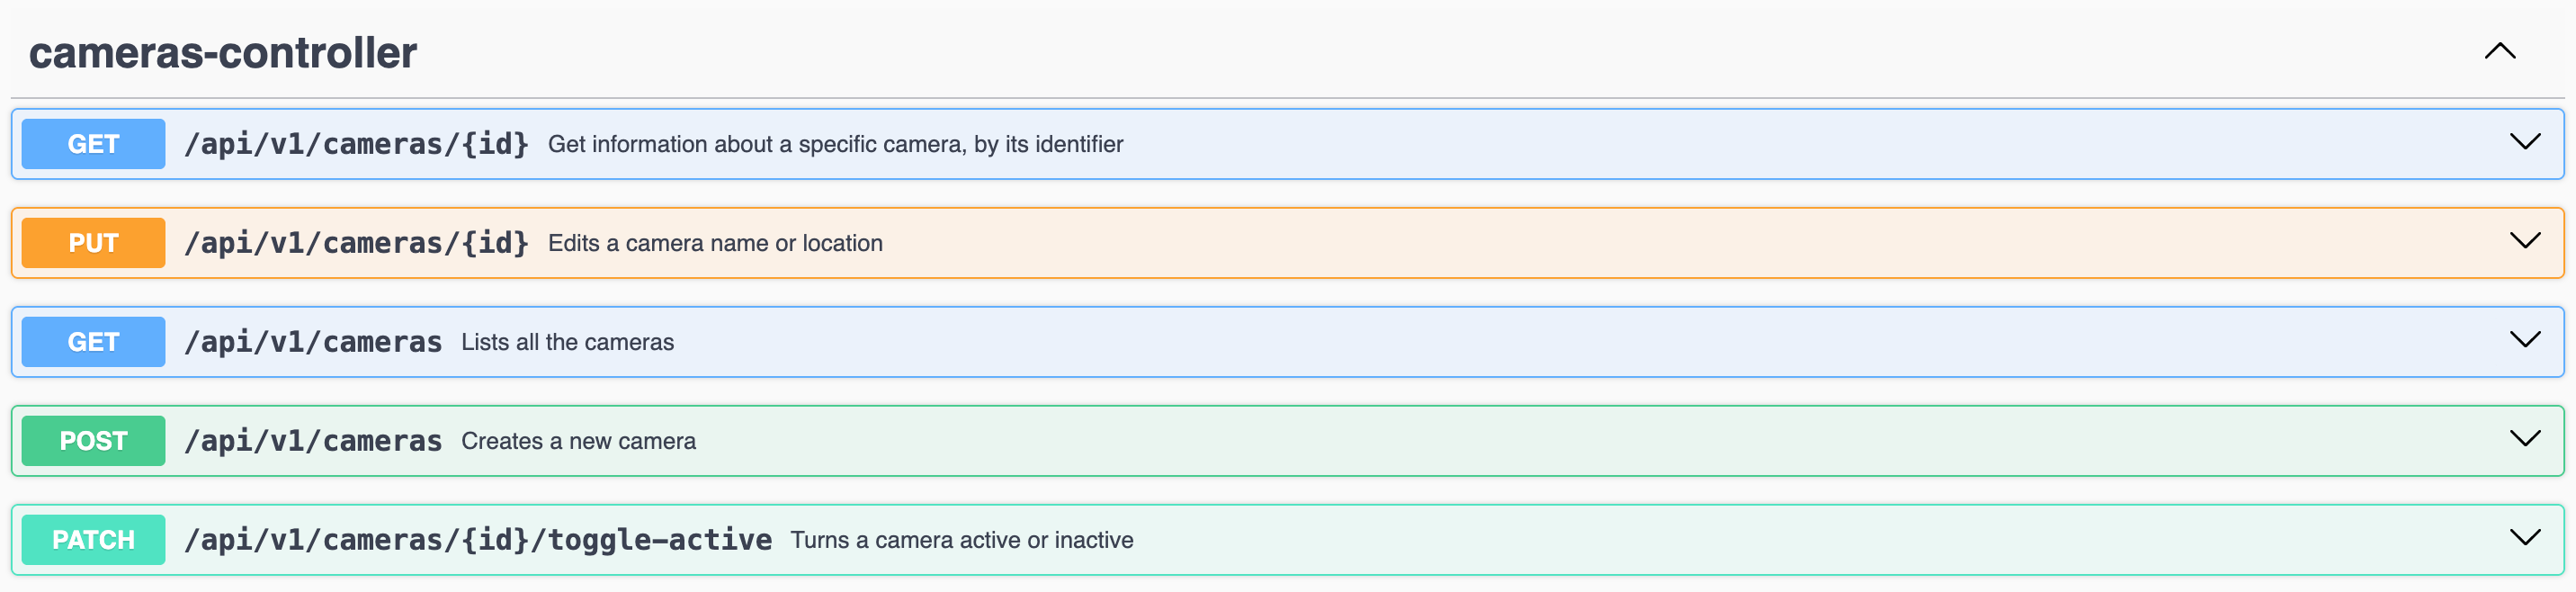 cameras-controller
GET /api/v1/cameras/{id} Get information about a specific camera, by its identifier
PUT /api/v1/cameras/{id} Edits a camera name or location
GET /api/v1/cameras Lists all the cameras
POST /api/v1/cameras Creates a new camera
PATCH /api/v1/cameras/{id}/toggle-active Turns a camera active or inactive